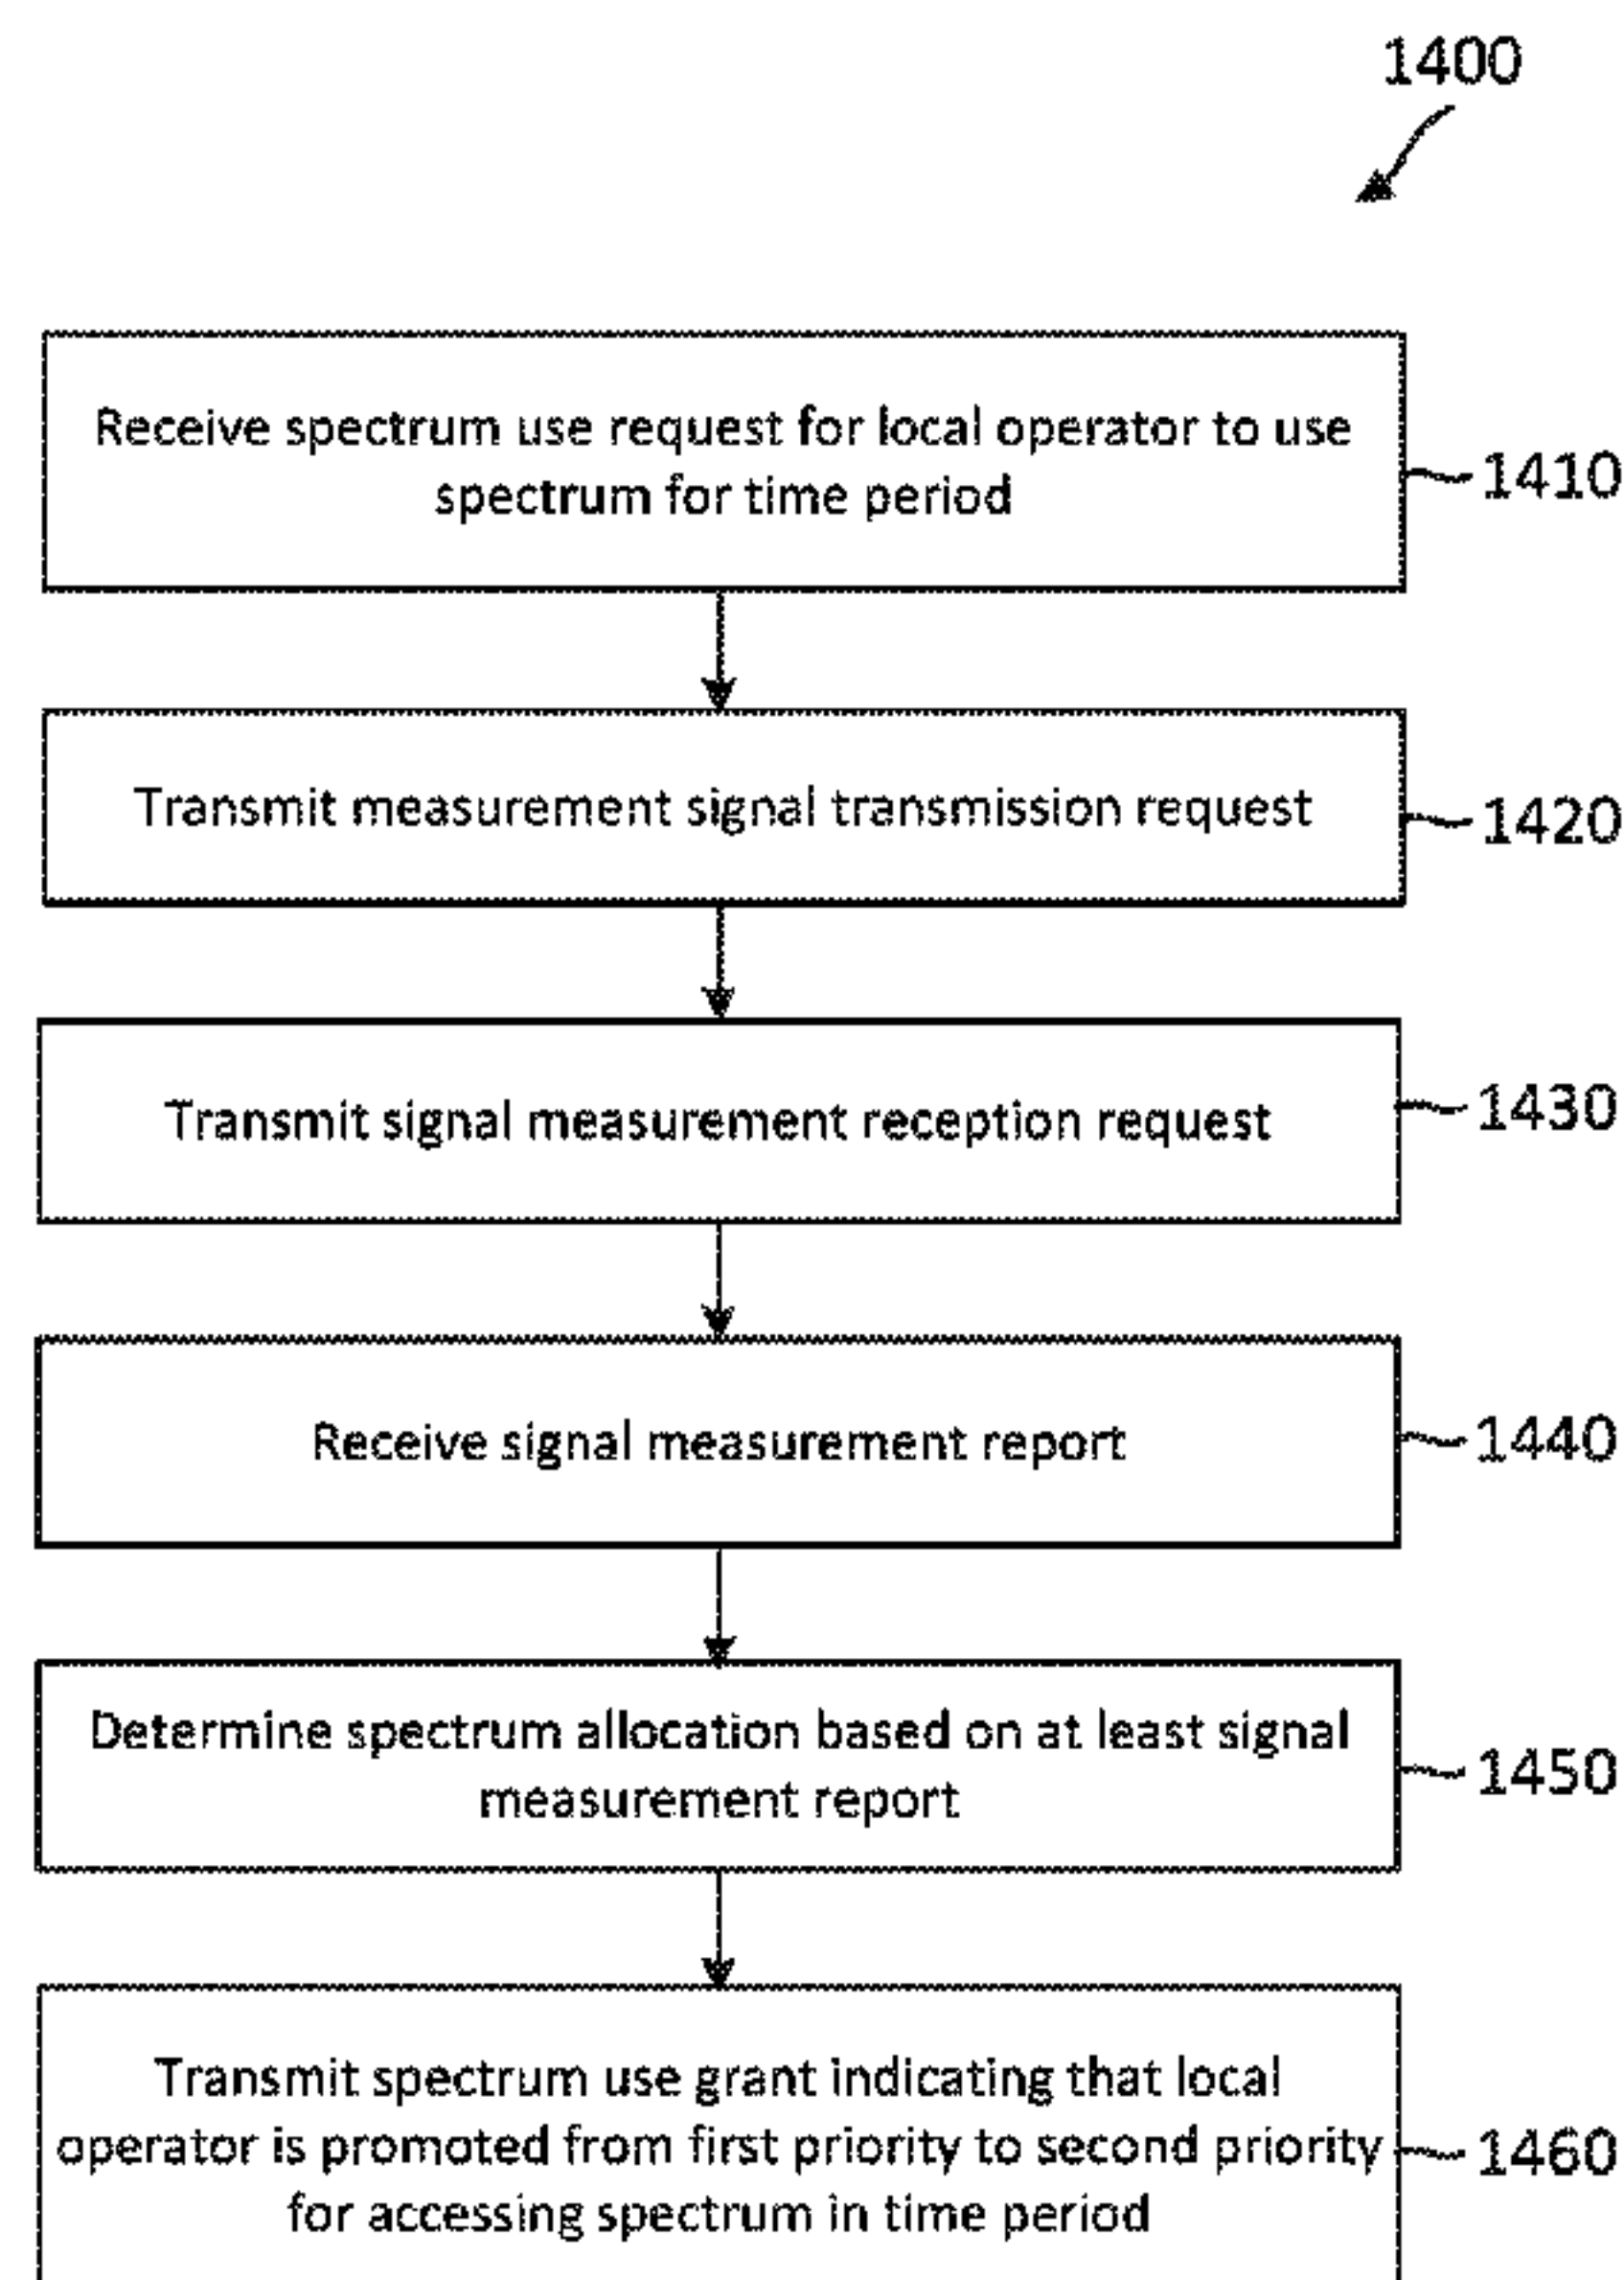 1400
Receive spectrum use request for local operator to use
spectrum for time period
1410
Transmit measurement signal transmission request
1420
Transmit signal measurement reception request
1430
Receive signal measurement report
1440
Determine spectrum allocation based on at least signal
measurement report
1450
Transmit spectrum use grant indicating that local
operator is promoted from first priority to second priority
for accessing spectrum in time period
1460